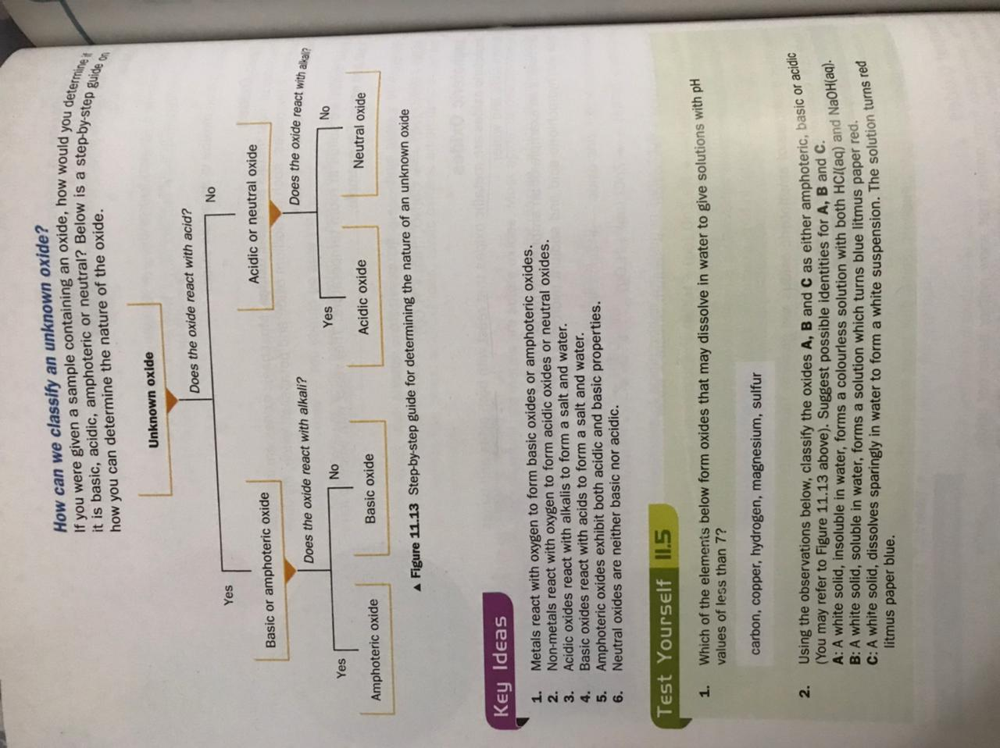 How can we classify an unknown oxide?
If you were given a sample containing an oxide, how would you determine if
it is basic, acidic, amphoteric or neutral? Below is a step-by-step guide on
how you can determine the nature of the oxide.
Unknown oxide
Does the oxide react with acid?
Yes
No
Basic or amphoteric oxide
Acidic or neutral oxide
Does the oxide react with alkali?
Does the oxide react with alkali?
Yes
No
Yes
No
Amphoteric oxide
Basic oxide
Acidic oxide
Neutral oxide
▲ Figure 11.13 Step-by-step guide for determining the nature of an unknown oxide
Key Ideas
1. Metals react with oxygen to form basic oxides or amphoteric oxides.
2. Non-metals react with oxygen to form acidic oxides or neutral oxides.
3. Acidic oxides react with alkalis to form a salt and water.
4. Basic oxides react with acids to form a salt and water.
5. Amphoteric oxides exhibit both acidic and basic properties.
6. Neutral oxides are neither basic nor acidic.
Test Yourself 11.5
1. Which of the elements below form oxides that may dissolve in water to give solutions with pH
values of less than 7?
carbon, copper, hydrogen, magnesium, sulfur
2. Using the observations below, classify the oxides A, B and C as either amphoteric, basic or acidic
(You may refer to Figure 11.13 above). Suggest possible identities for A, B and C.
A: A white solid, insoluble in water, forms a colourless solution with both HCl(aq) and NaOH(aq).
B: A white solid, soluble in water, forms a solution which turns blue litmus paper red.
C: A white solid, dissolves sparingly in water to form a white suspension. The solution turns red
litmus paper blue.